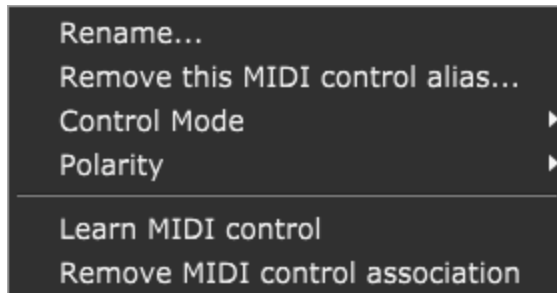 Rename...
Remove this MIDI control alias...
Control Mode
Polarity
Learn MIDI control
Remove MIDI control association